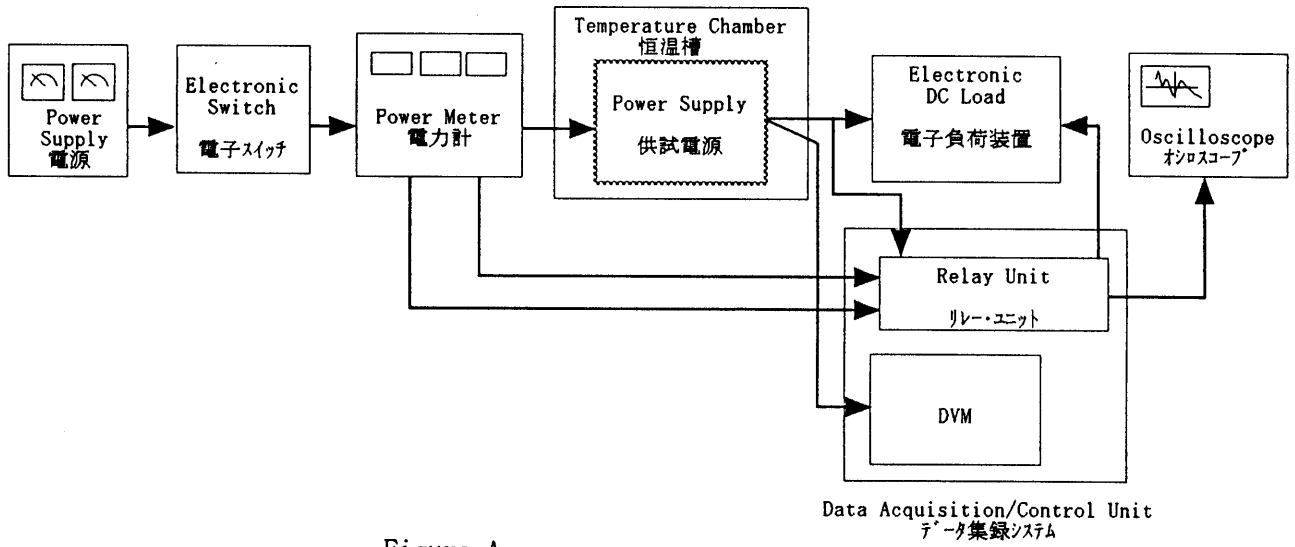 Power
Supply
電源
Electronic
Switch
電子ｽｲｯﾁ
Power Meter
電力計
Temperature Chamber
恒温槽
Power Supply
供試電源
Electronic
DC Load
電子負荷装置
Oscilloscope
ｵｼﾛｽｺｰﾌﾟ
Relay Unit
ﾘﾚｰ・ﾕﾆｯﾄ
DVM
Data Acquisition/Control Unit
ﾃﾞｰﾀ集録ｼｽﾃﾑ
Figure A